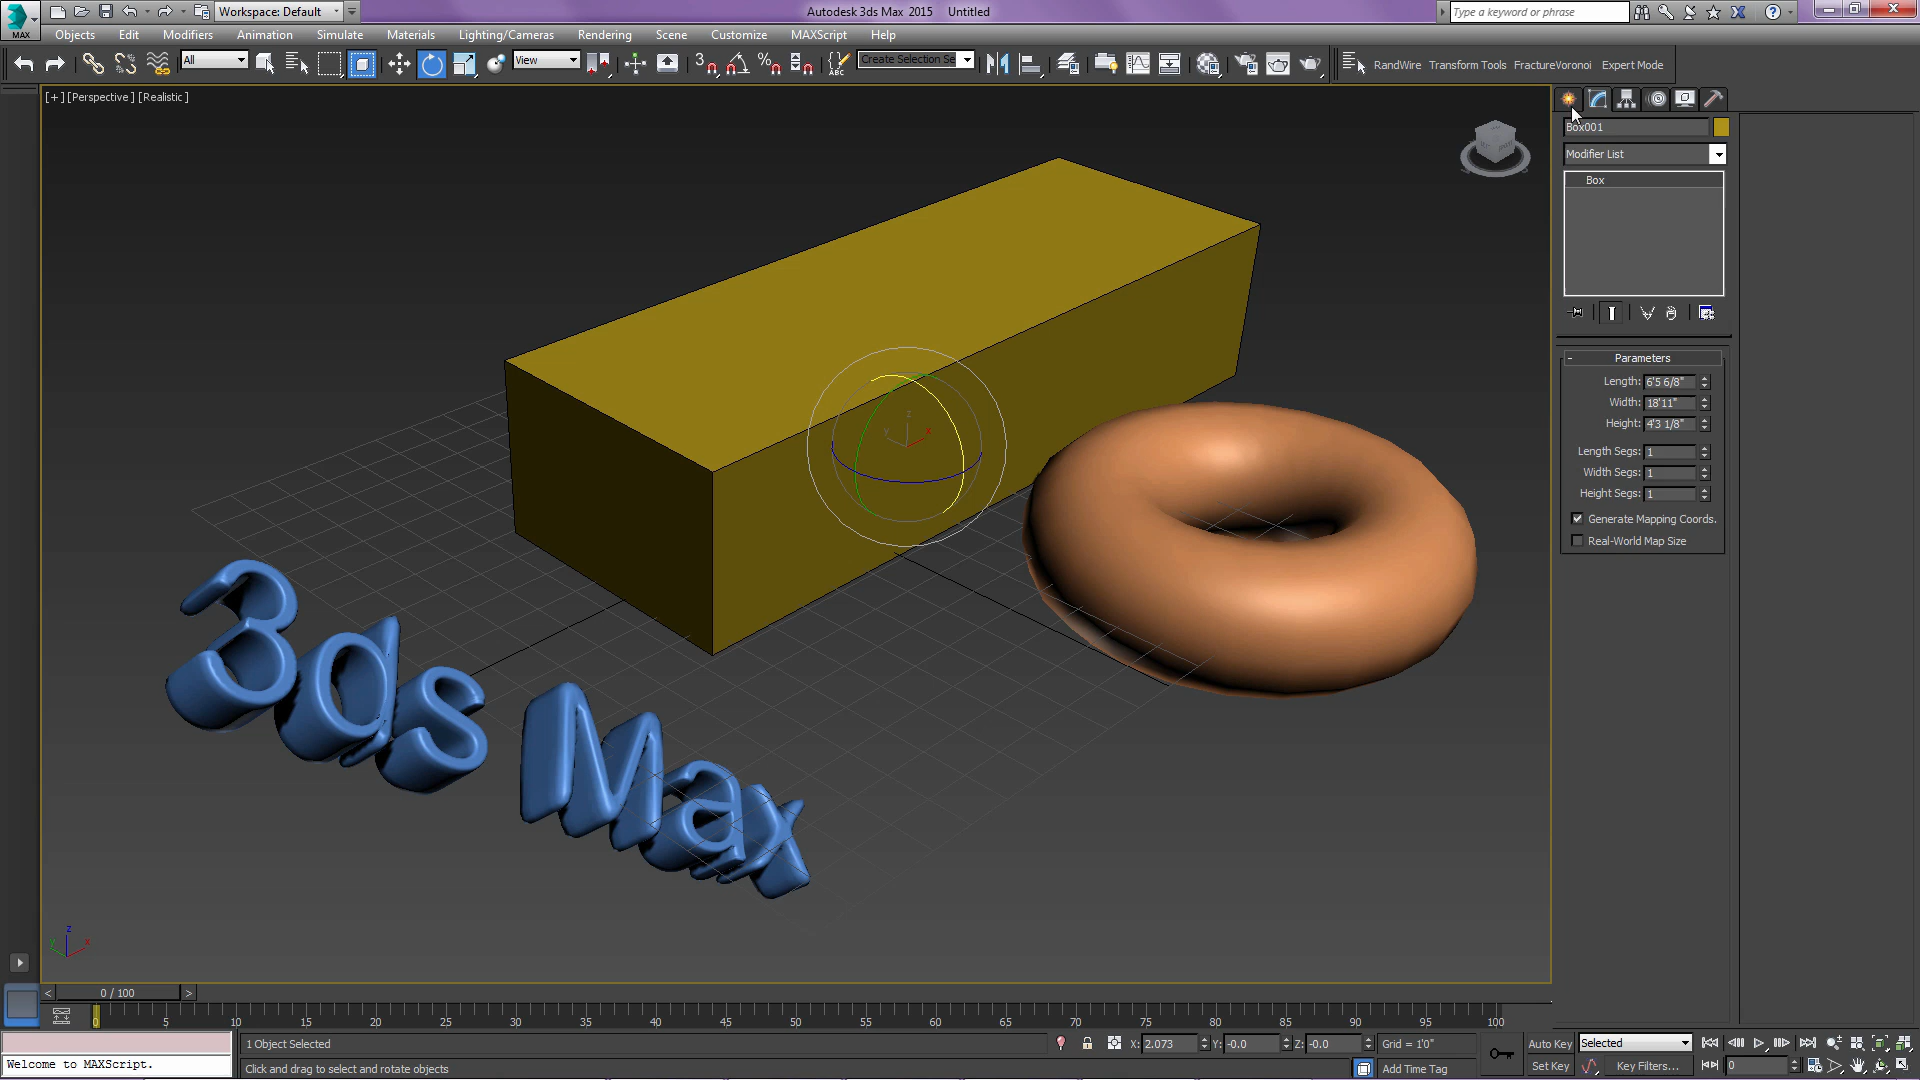 Workspace: Default
Autodesk 3ds Max 2015 Untitled
Type a keyword or phrase
MAX
Objects Edit Modifiers Animation Simulate Materials Lighting/Cameras Rendering Scene Customize MAXScript Help
All
View
3
ABC
Create Selection Se
RandWire Transform Tools FractureVoronoi Expert Mode
[+] [Perspective] [Realistic]
Box001
Modifier List
Box
- Parameters
Length: 6'5 6/8"
Width: 18'11"
Height: 4'3 1/8"
Length Segs: 1
Width Segs: 1
Height Segs: 1
Generate Mapping Coords.
Real-World Map Size
z
y
x
3ds Max
z
y
x
< 0 / 100 >
0 5 10 15 20 25 30 35 40 45 50 55 60 65 70 75 80 85 90 95 100
1 Object Selected
X: 2.073 Y: -0.0 Z: -0.0
Grid = 1'0"
Auto Key
Selected
Welcome to MAXScript.
Click and drag to select and rotate objects
Add Time Tag
Set Key
Key Filters...
0